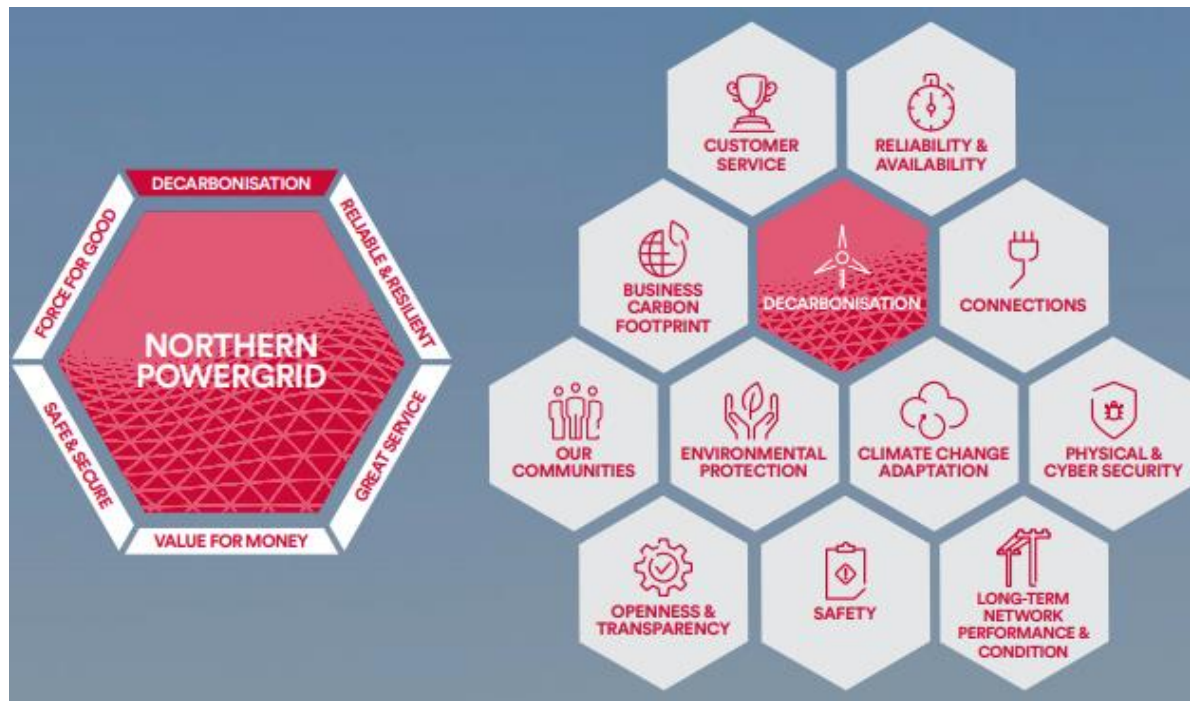 DECARBONISATION
FORCE FOR GOOD
RELIABLE & RESILIENT
NORTHERN
POWERGRID
SAFE & SECURE
GREAT SERVICE
VALUE FOR MONEY
CUSTOMER
SERVICE
RELIABILITY &
AVAILABILITY
BUSINESS
CARBON
FOOTPRINT
DECARBONISATION
CONNECTIONS
OUR
COMMUNITIES
ENVIRONMENTAL
PROTECTION
CLIMATE CHANGE
ADAPTATION
PHYSICAL &
CYBER SECURITY
OPENNESS &
TRANSPARENCY
SAFETY
LONG-TERM
NETWORK
PERFORMANCE &
CONDITION